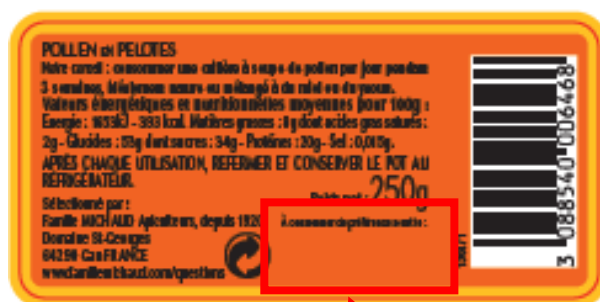 POLLEN EN PELOTES
Notre conseil : consommer une cuillère à soupe de pollen par jour pendant
3 semaines, légèrement nature ou mélangé à du miel ou du yaourt.
Valeurs énergétiques et nutritionnelles moyennes pour 100g :
Energie : 1653kJ - 393 kcal. Matières grasses : 8g dont acides gras saturés :
2g - Glucides : 53g dont sucres : 34g - Protéines : 20g - Sel : 0,015g.
APRÈS CHAQUE UTILISATION, REFERMER ET CONSERVER LE POT AU
RÉFRIGÉRATEUR.
Poids net : 250g
Sélectionné par :
Famille MICHAUD Apiculteurs, depuis 1920
Domaine St-Georges
64290 Gan FRANCE
www.famillemichaud.com/questions
À consommer de préférence avant le :
3 088540 006468